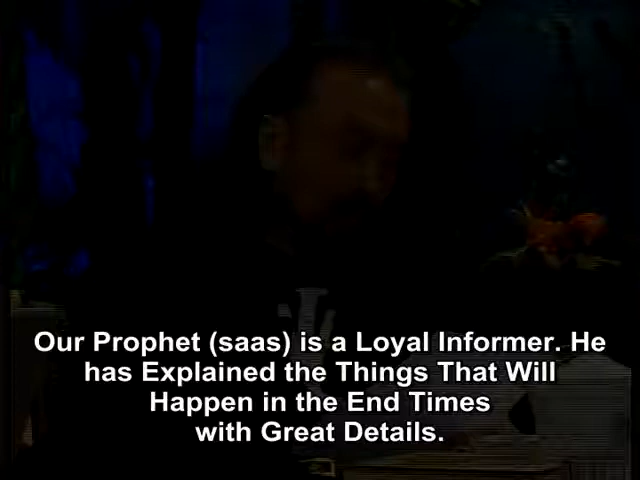 Our Prophet (saas) is a Loyal Informer. He
has Explained the Things That Will
Happen in the End Times
with Great Details.